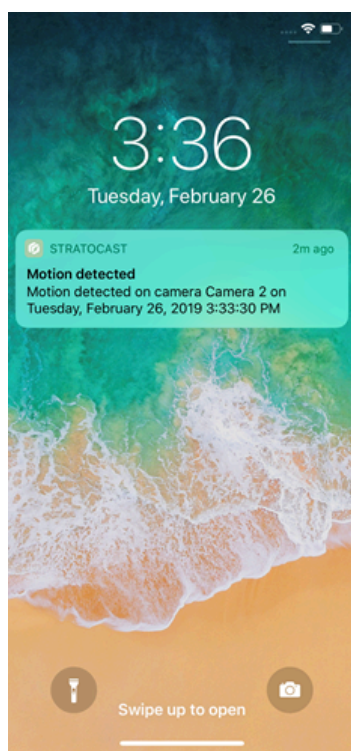 3:36
Tuesday, February 26
STRATOCAST 2m ago
Motion detected
Motion detected on camera Camera 2 on
Tuesday, February 26, 2019 3:33:30 PM
Swipe up to open